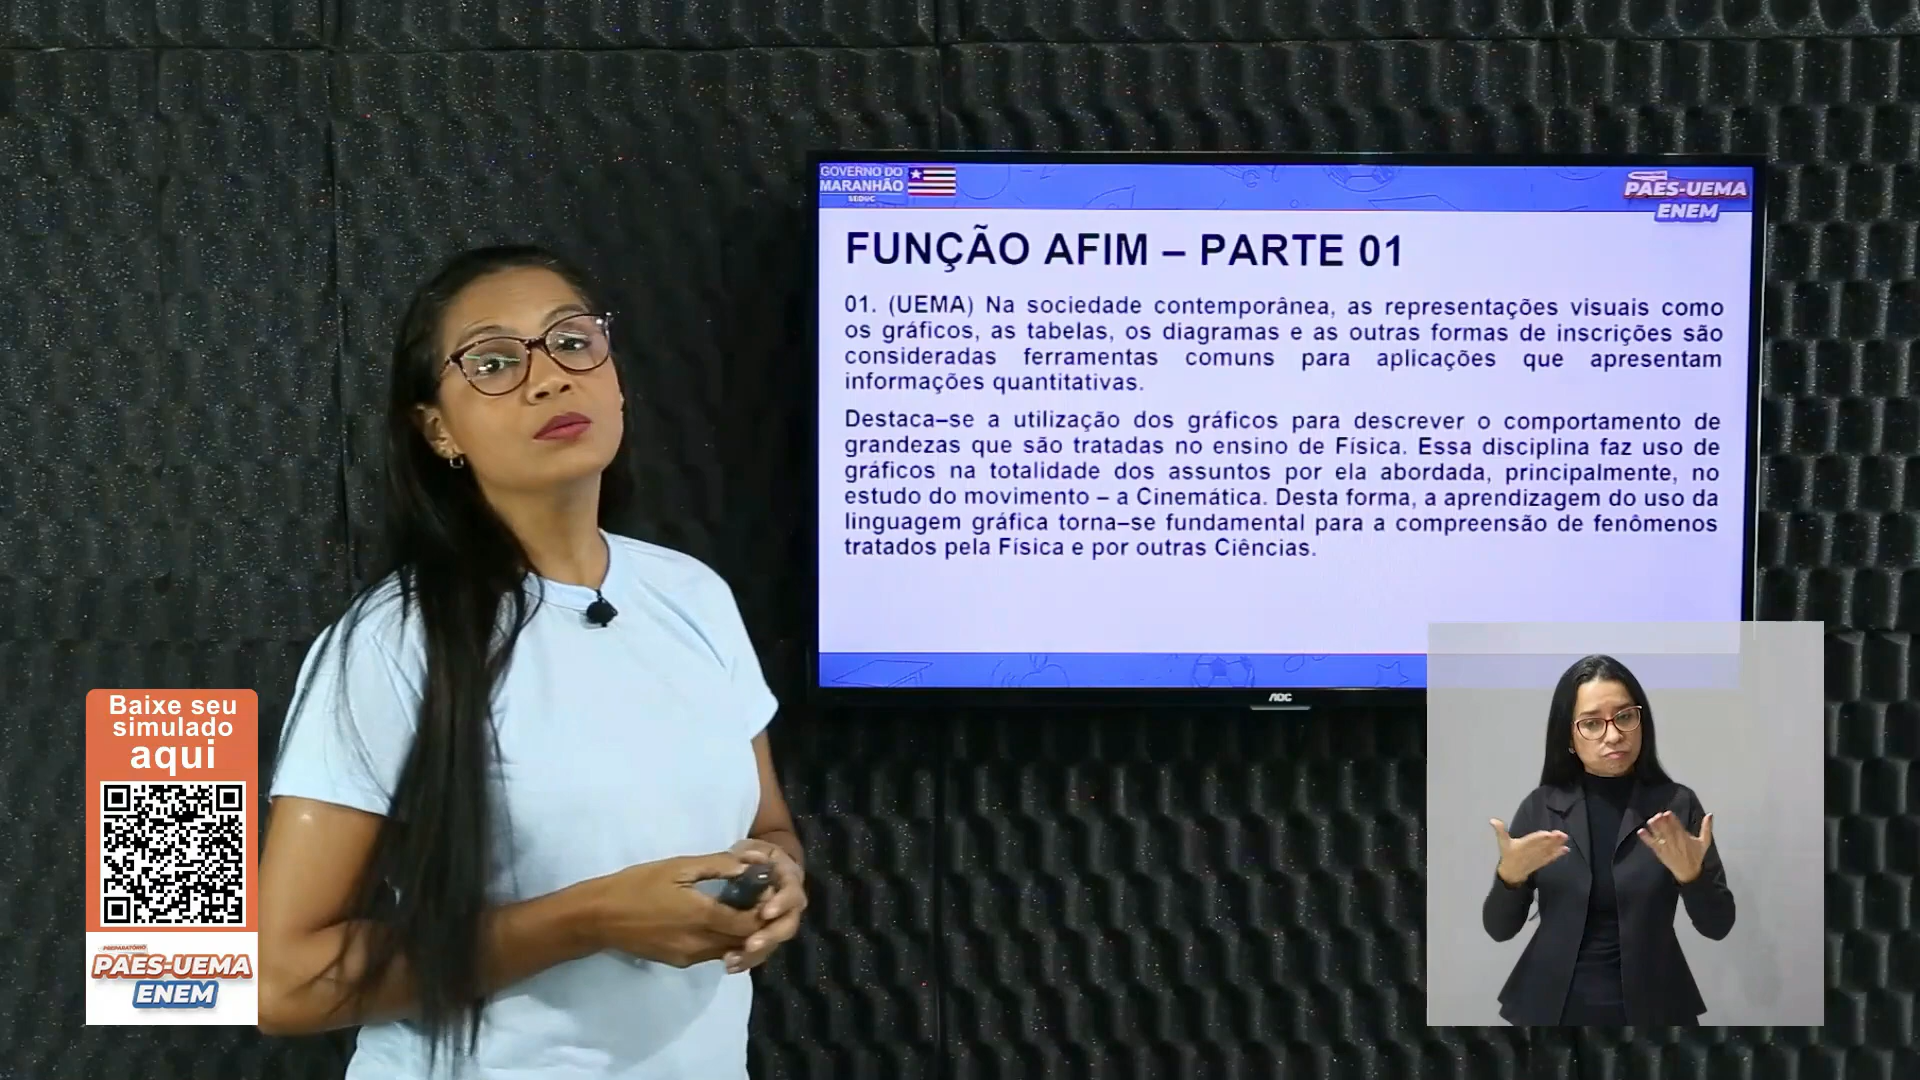 GOVERNO DO
MARANHÃO
SEDUC
PAES-UEMA
ENEM
FUNÇÃO AFIM – PARTE 01
01. (UEMA) Na sociedade contemporânea, as representações visuais como
os gráficos, as tabelas, os diagramas e as outras formas de inscrições são
consideradas ferramentas comuns para aplicações que apresentam
informações quantitativas.
Destaca–se a utilização dos gráficos para descrever o comportamento de
grandezas que são tratadas no ensino de Física. Essa disciplina faz uso de
gráficos na totalidade dos assuntos por ela abordada, principalmente, no
estudo do movimento – a Cinemática. Desta forma, a aprendizagem do uso da
linguagem gráfica torna–se fundamental para a compreensão de fenômenos
tratados pela Física e por outras Ciências.
AOC
Baixe seu
simulado
aqui
PREPARATÓRIO
PAES-UEMA
ENEM